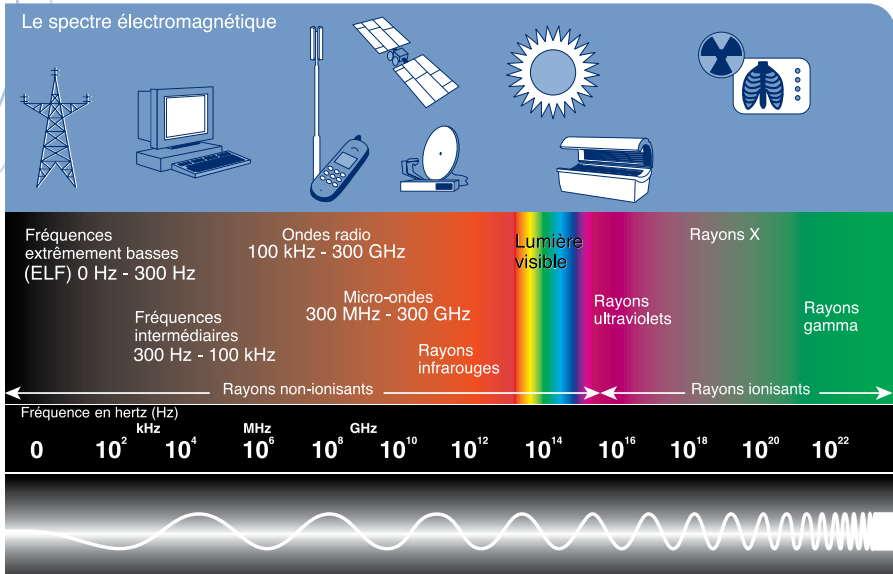 Le spectre électromagnétique
Fréquences
extrêmement basses
(ELF) 0 Hz - 300 Hz
Ondes radio
100 kHz - 300 GHz
Lumière
visible
Rayons X
Fréquences
intermédiaires
300 Hz - 100 kHz
Micro-ondes
300 MHz - 300 GHz
Rayons
infrarouges
Rayons
ultraviolets
Rayons
gamma
Rayons non-ionisants
Rayons ionisants
Fréquence en hertz (Hz)
kHz MHz GHz
0 10² 10⁴ 10⁶ 10⁸ 10¹⁰ 10¹² 10¹⁴ 10¹⁶ 10¹⁸ 10²⁰ 10²²